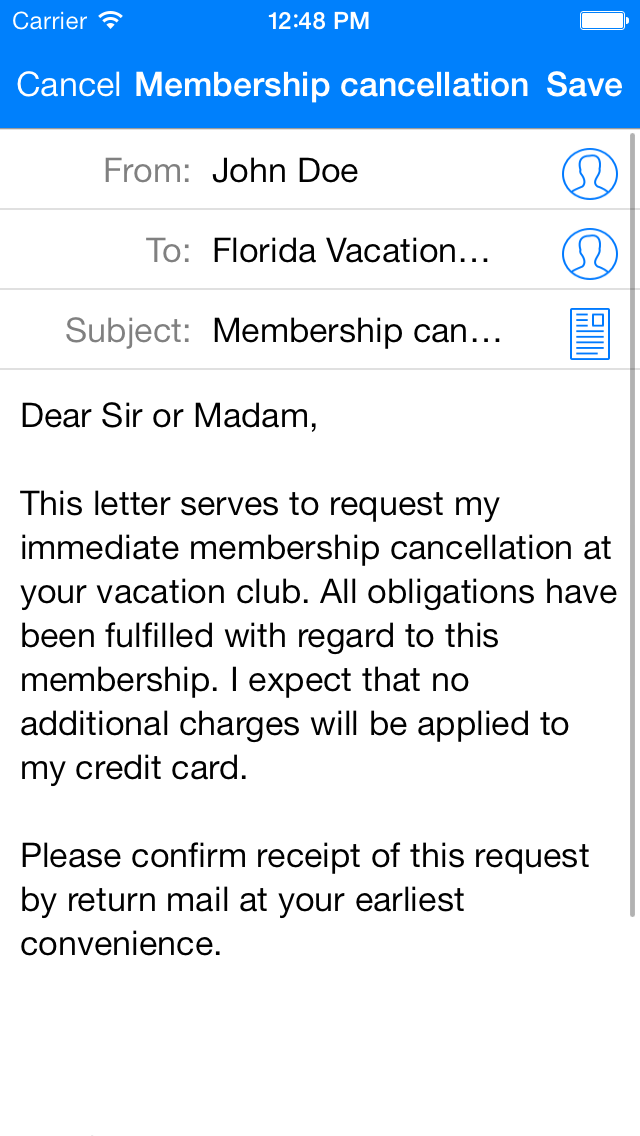 Carrier 12:48 PM
Cancel Membership cancellation Save
From: John Doe
To: Florida Vacation…
Subject: Membership can…
Dear Sir or Madam,
This letter serves to request my
immediate membership cancellation at
your vacation club. All obligations have
been fulfilled with regard to this
membership. I expect that no
additional charges will be applied to
my credit card.
Please confirm receipt of this request
by return mail at your earliest
convenience.